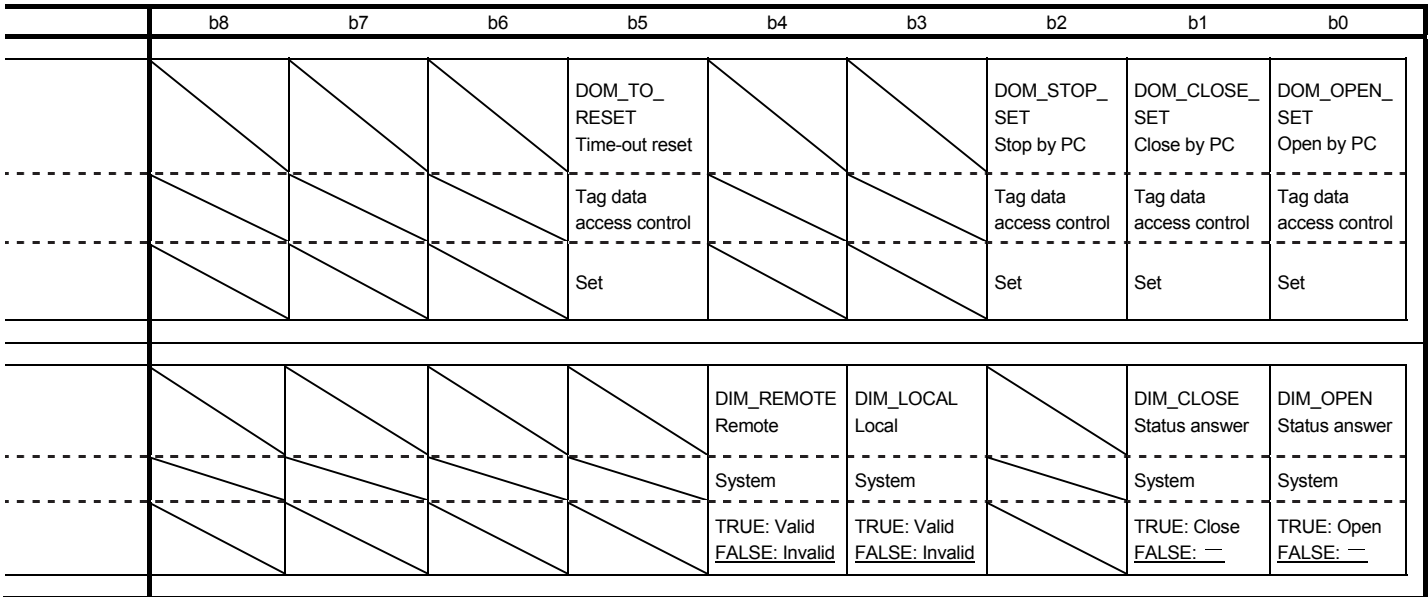 b8 b7 b6 b5 b4 b3 b2 b1 b0
DOM_TO_ DOM_STOP_ DOM_CLOSE_ DOM_OPEN_
RESET SET SET SET
Time-out reset Stop by PC Close by PC Open by PC
Tag data Tag data Tag data Tag data
access control access control access control access control
Set Set Set Set
DIM_REMOTE DIM_LOCAL DIM_CLOSE DIM_OPEN
Remote Local Status answer Status answer
System System System System
TRUE: Valid TRUE: Valid TRUE: Close TRUE: Open
FALSE: Invalid FALSE: Invalid FALSE: — FALSE: —